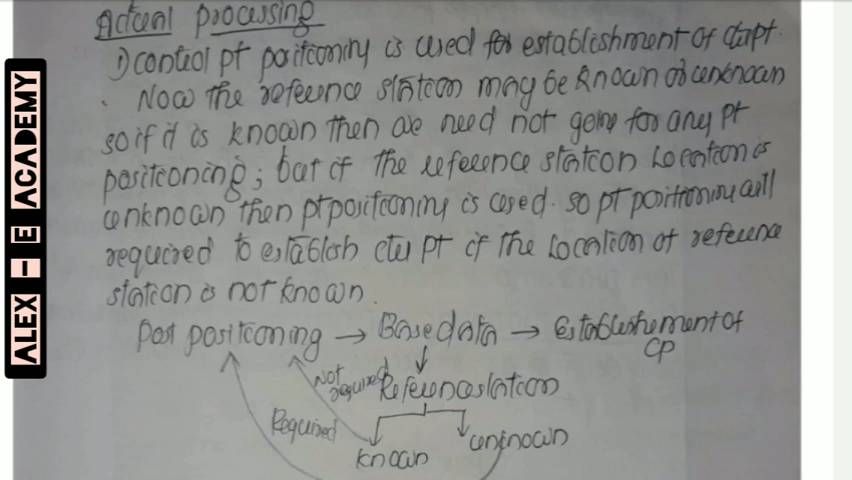 Actual processing
1) control pt positioning is used for establishment of ctrl pt.
Now the reference station may be known or unknown
so if it is known then we need not going for any pt
positioning; but if the reference station location is
unknown then pt positioning is used. so pt positioning will
required to establish ctrl pt if the location of reference
station is not known.
Post positioning → Base data → Establishement of
CP
Not
required
Reference station
Required
known
unknown
ALEX – E ACADEMY